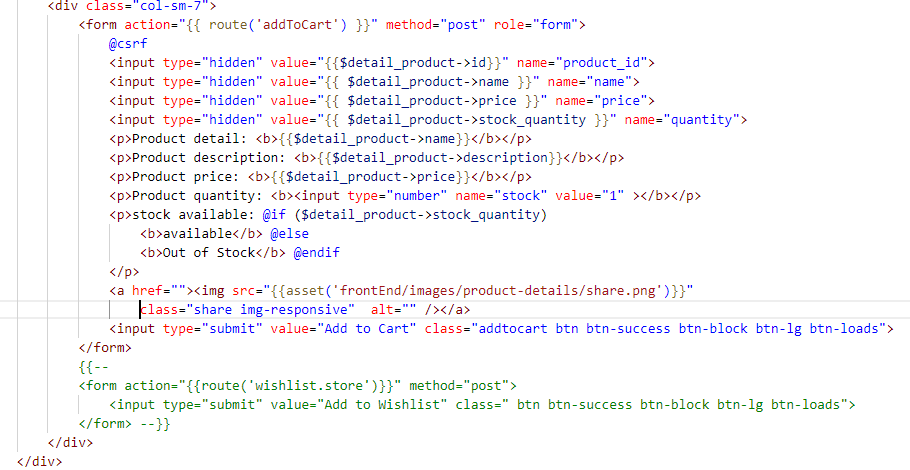 <div class="col-sm-7">
<form action="{{ route('addToCart') }}" method="post" role="form">
@csrf
<input type="hidden" value="{{$detail_product->id}}" name="product_id">
<input type="hidden" value="{{ $detail_product->name }}" name="name">
<input type="hidden" value="{{ $detail_product->price }}" name="price">
<input type="hidden" value="{{ $detail_product->stock_quantity }}" name="quantity">
<p>Product detail: <b>{{$detail_product->name}}</b></p>
<p>Product description: <b>{{$detail_product->description}}</b></p>
<p>Product price: <b>{{$detail_product->price}}</b></p>
<p>Product quantity: <b><input type="number" name="stock" value="1" ></b></p>
<p>stock available: @if ($detail_product->stock_quantity)
<b>available</b> @else
<b>Out of Stock</b> @endif
</p>
<a href=""><img src="{{asset('frontEnd/images/product-details/share.png')}}"
class="share img-responsive"  alt="" /></a>
<input type="submit" value="Add to Cart" class="addtocart btn btn-success btn-block btn-lg btn-loads">
</form>
{{--
<form action="{{route('wishlist.store')}}" method="post">
<input type="submit" value="Add to Wishlist" class=" btn btn-success btn-block btn-lg btn-loads">
</form> --}}
</div>
</div>